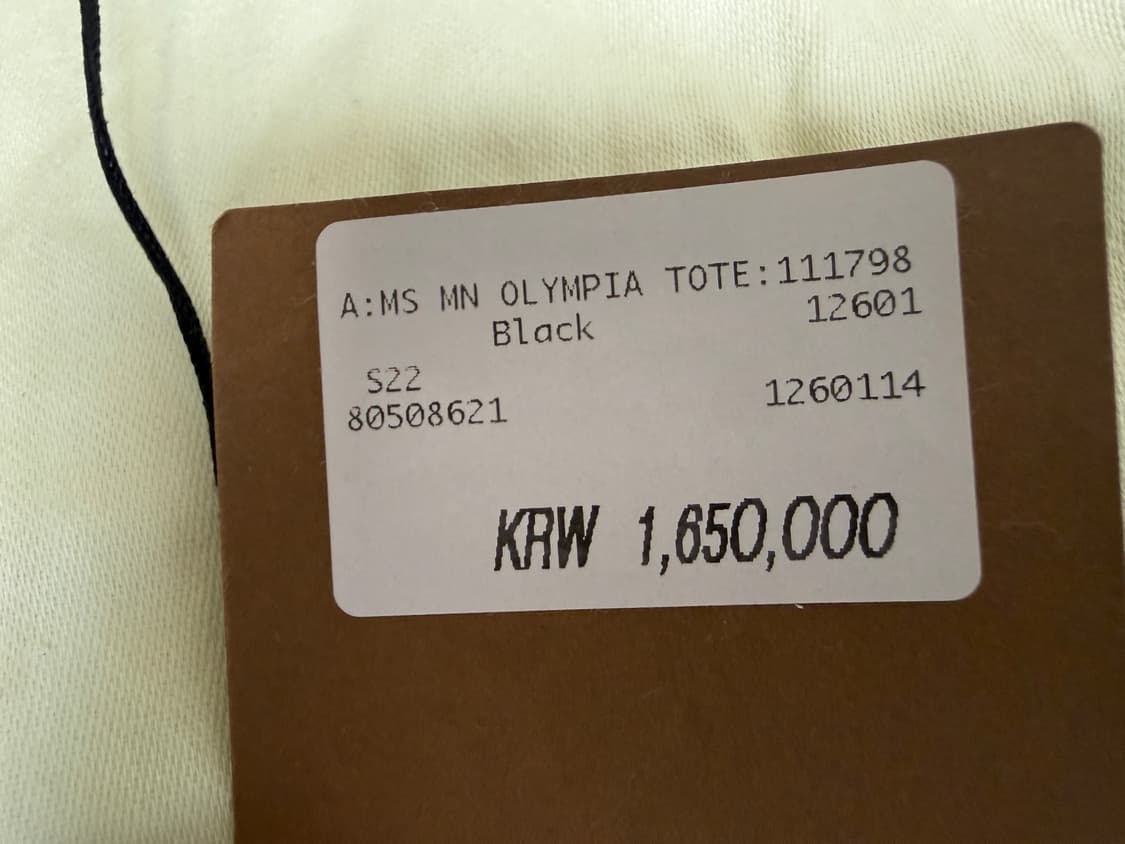 A:MS MN OLYMPIA TOTE:111798
Black 12601
S22
80508621 1260114
KRW 1,650,000